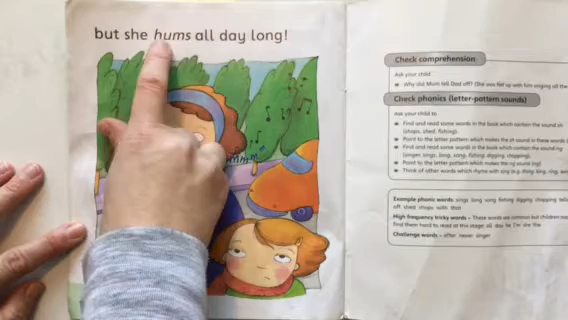 but she hums all day long!
mmm
Check comprehension
Ask your child
Why did Mum tell Dad off? (She was fed up with him singing all the
Check phonics (letter-pattern sounds)
Ask your child to
Find and read some words in the book which contain the sound sh
(shops, shed, fishing).
Point to the letter pattern which makes the sh sound in these words
Find and read some words in the book which contain the sound ng
(singer, sings, long, song, fishing, digging, chopping).
Point to the letter pattern which makes the ng sound (ng)
Think of other words which rhyme with sing (e.g. thing, king, ring,
Example phonic words sings long song fishing digging chopping
off shed shops with that
High frequency tricky words – These words are common but children may
find them hard to read at this stage: all day he I'm she the
Challenge words – after never singer